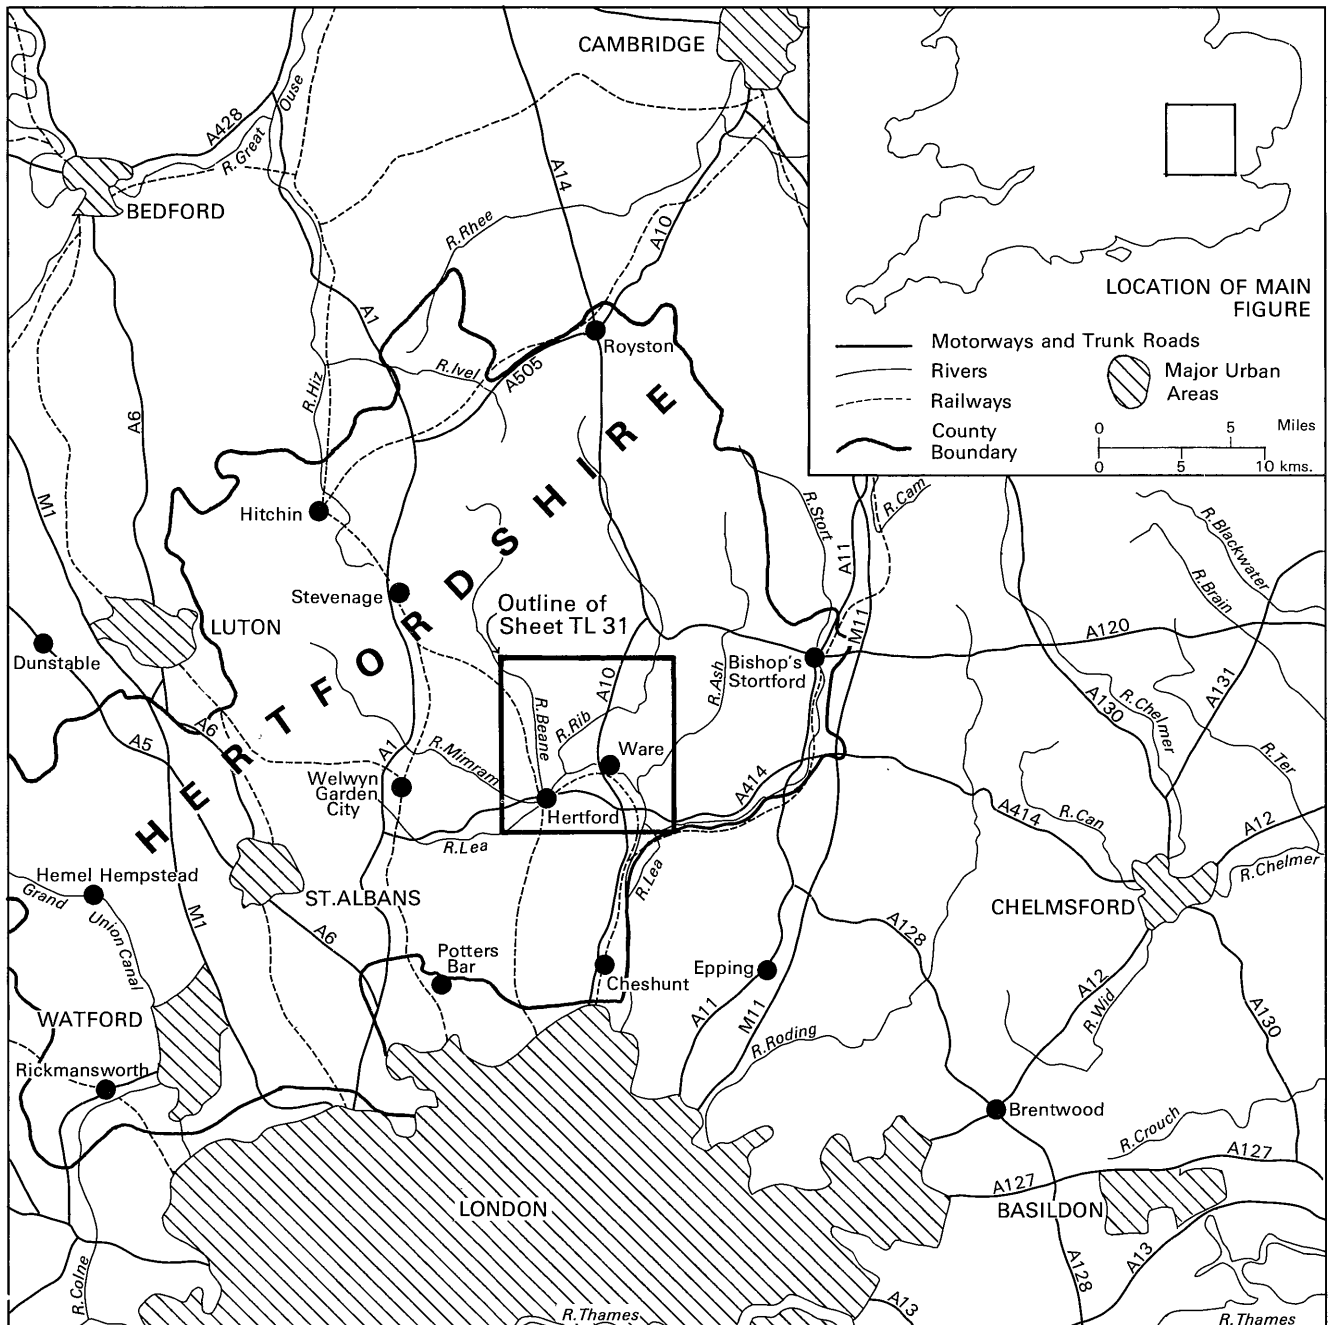 CAMBRIDGE
Ouse
A428
R.Great
A14
BEDFORD
R.Rhee
A10
LOCATION OF MAIN
FIGURE
Motorways and Trunk Roads
Rivers
Railways
County
Boundary
Major Urban
Areas
0
5
Miles
0
5
10 kms.
A1
Royston
R.Ivel
A505
R.Hiz
A6
HERTFORDSHIRE
M1
Hitchin
R.Stort
R.Cam
A11
R.Blackwater
R.Brain
Stevenage
Outline of
Sheet TL 31
LUTON
Dunstable
M11
A120
Bishop's
Stortford
R.Ash
A10
R.Beane
R.Rib
A130
R.Chelmer
A131
A6
A5
A1
R.Mimram
Ware
R.Ter
Welwyn
Garden
City
A414
Hertford
R.Lea
A414
R.Can
A12
R.Chelmer
Hemel Hempstead
Grand
Union Canal
M1
ST.ALBANS
R.Lea
CHELMSFORD
A6
A128
Potters
Bar
Cheshunt
Epping
A12
R.Wid
WATFORD
A11
M11
R.Roding
A130
Rickmansworth
Brentwood
R.Crouch
A127
A127
LONDON
BASILDON
R.Colne
A128
A13
A13
R.Thames
R.Thames